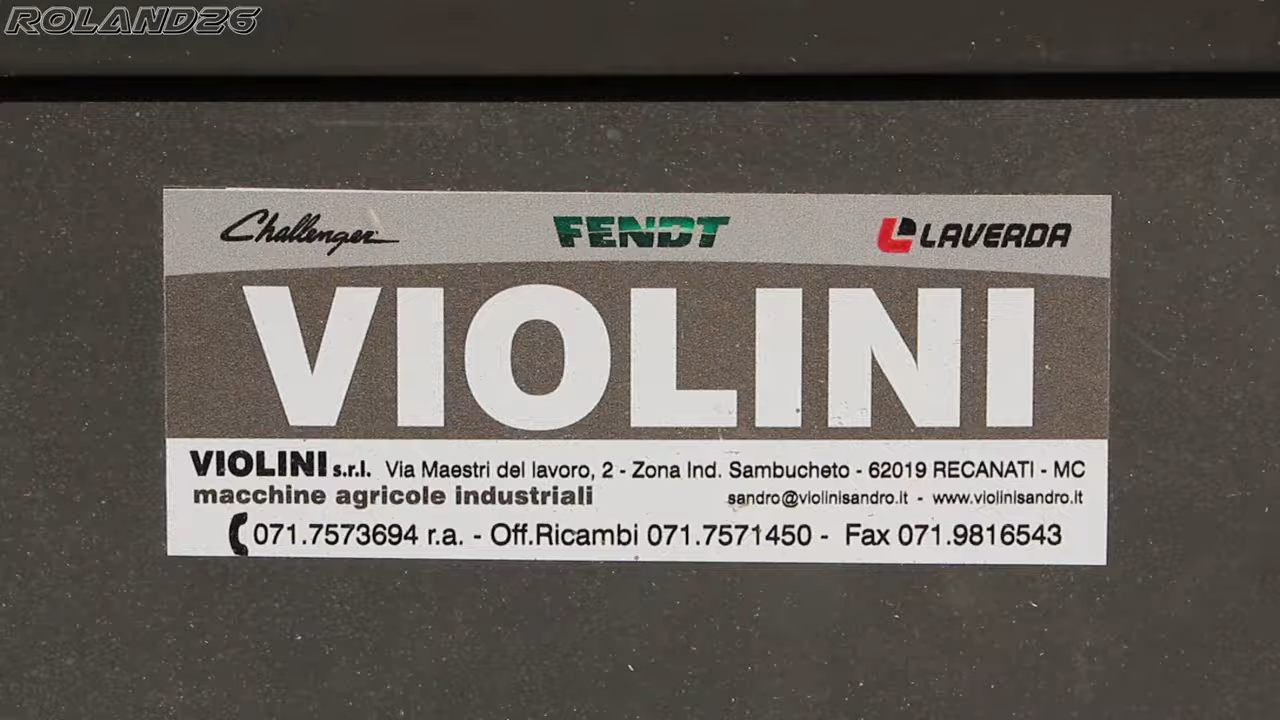 ROLAND26
Challenger FENDT LAVERDA
VIOLINI
VIOLINI s.r.l. Via Maestri del lavoro, 2 - Zona Ind. Sambucheto - 62019 RECANATI - MC
macchine agricole industriali sandro@violinisandro.it - www.violinisandro.it
071.7573694 r.a. - Off.Ricambi 071.7571450 - Fax 071.9816543